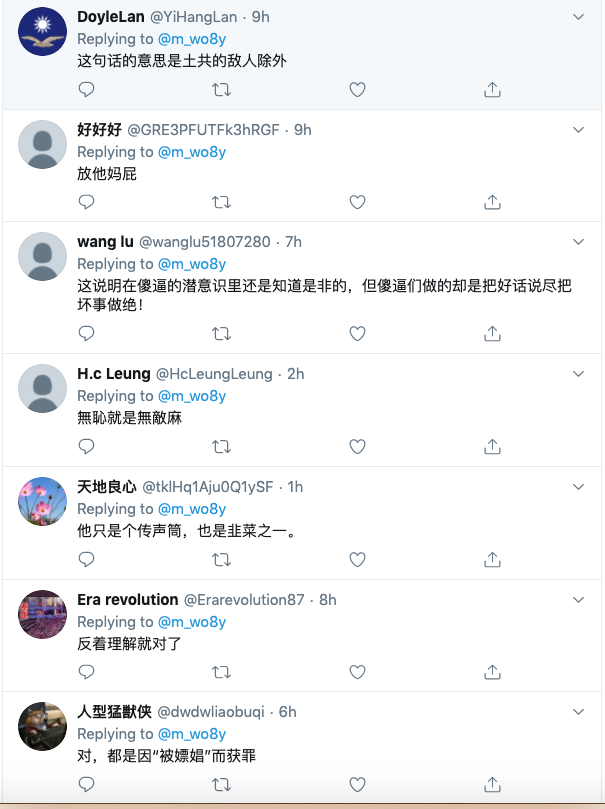 DoyleLan @YiHangLan · 9h
Replying to @m_wo8y
这句话的意思是土共的敌人除外
好好好 @GRE3PFUTFk3hRGF · 9h
Replying to @m_wo8y
放他妈屁
wang lu @wanglu51807280 · 7h
Replying to @m_wo8y
这说明在傻逼的潜意识里还是知道是非的，但傻逼们做的却是把好话说尽把
坏事做绝！
H.c Leung @HcLeungLeung · 2h
Replying to @m_wo8y
無恥就是無敵麻
天地良心 @tklHq1Aju0Q1ySF · 1h
Replying to @m_wo8y
他只是个传声筒，也是韭菜之一。
Era revolution @Erarevolution87 · 8h
Replying to @m_wo8y
反着理解就对了
人型猛獸侠 @dwdwliaobuqi · 6h
Replying to @m_wo8y
对，都是因“被嫖娼”而获罪